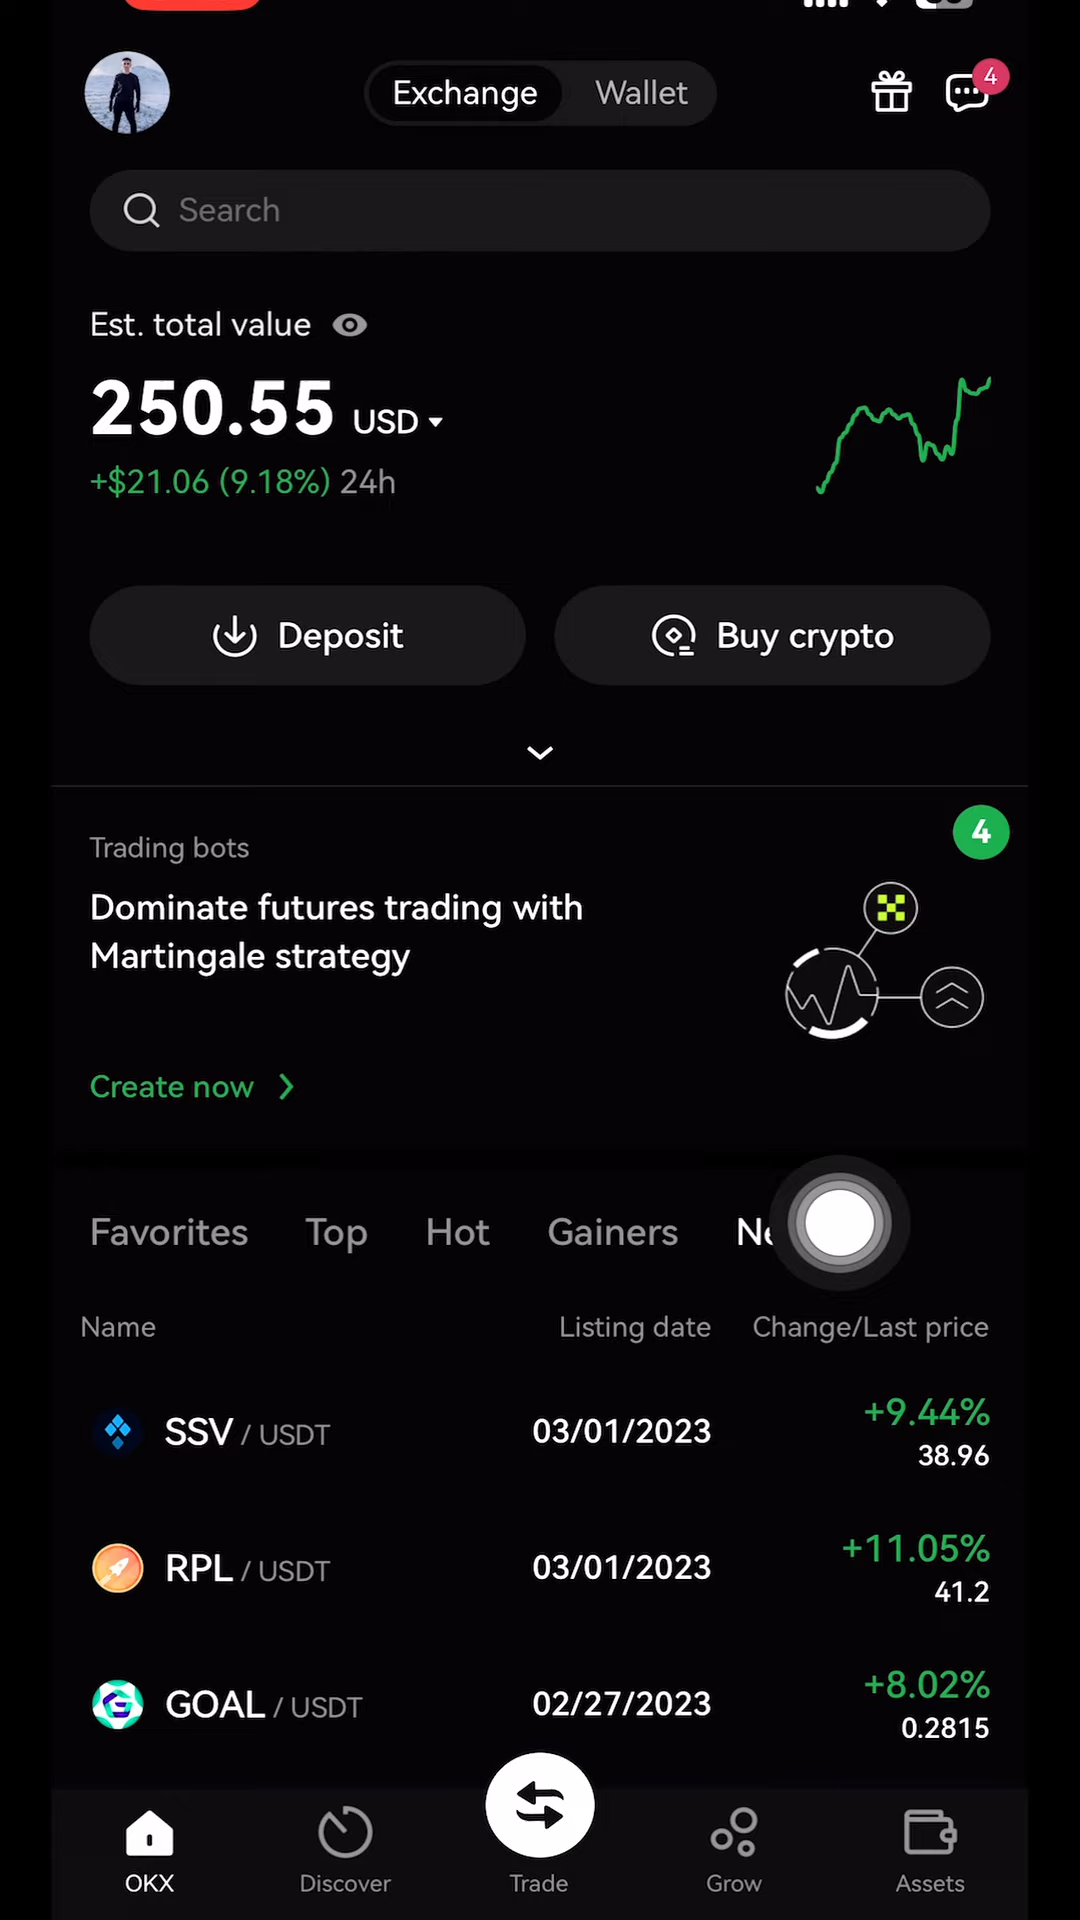 Exchange Wallet 4
Search
Est. total value
250.55 USD
+$21.06 (9.18%) 24h
Deposit Buy crypto
Trading bots 4
Dominate futures trading with
Martingale strategy
Create now
Favorites Top Hot Gainers
Name Listing date Change/Last price
SSV / USDT 03/01/2023 +9.44%
38.96
RPL / USDT 03/01/2023 +11.05%
41.2
GOAL / USDT 02/27/2023 +8.02%
0.2815
OKX Discover Trade Grow Assets